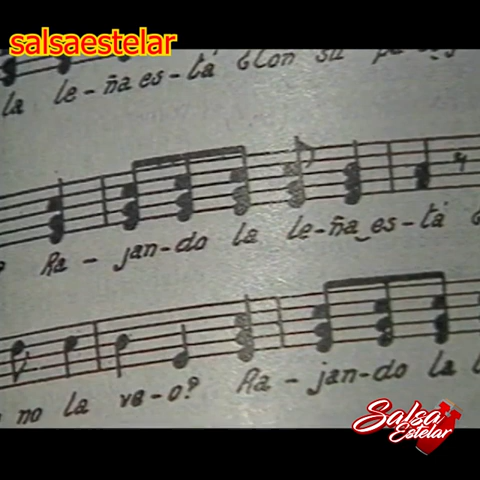 salsaestelar
la le-ña es-tá con su
Ra-jan-do la le-ña es-tá
no la ve-o? Ra-jan-do la
Salsa
Estelar